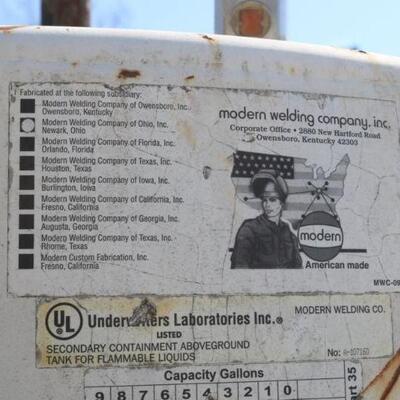 Fabricated at the following subsidiary:
Modern Welding Company of Owensboro, Inc.
Owensboro, Kentucky
Modern Welding Company of Ohio, Inc.
Newark, Ohio
Modern Welding Company of Florida, Inc.
Orlando, Florida
Modern Welding Company of Texas, Inc.
Houston, Texas
Modern Welding Company of Iowa, Inc.
Burlington, Iowa
Modern Welding Company of California, Inc.
Fresno, California
Modern Welding Company of Georgia, Inc.
Augusta, Georgia
Modern Welding Company of Texas, Inc.
Rhome, Texas
Modern Custom Fabrication, Inc.
Fresno, California
modern welding company, inc.
Corporate Office • 2880 New Hartford Road
Owensboro, Kentucky 42303
modern
American made
MWC-09
UL Underwriters Laboratories Inc.®
LISTED
MODERN WELDING CO.
SECONDARY CONTAINMENT ABOVEGROUND
TANK FOR FLAMMABLE LIQUIDS
No: A-107160
Capacity Gallons
9 8 7 6 5 4 3 2 1 0
art 35